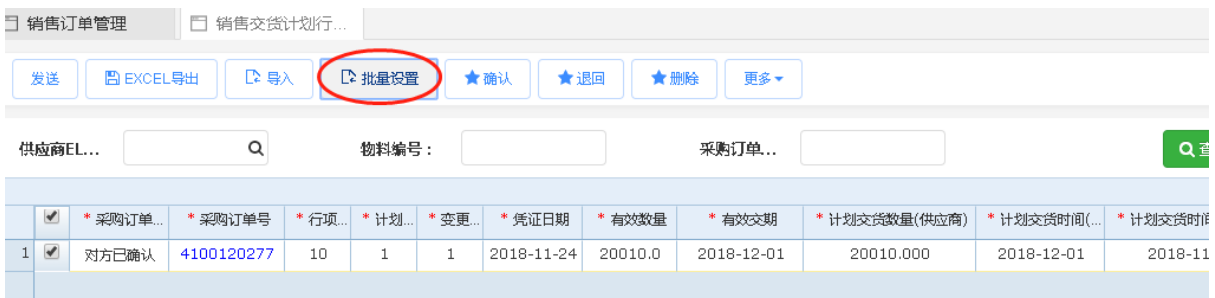 销售订单管理 销售交货计划行...
发送 EXCEL导出 导入 批量设置 确认 退回 删除 更多
供应商EL... 物料编号： 采购订单...
* 采购订单... * 采购订单号 * 行项... * 计划... * 变更... * 凭证日期 * 有效数量 * 有效交期 * 计划交货数量(供应商) * 计划交货时间(... * 计划交货时间
1 对方已确认 4100120277 10 1 1 2018-11-24 20010.0 2018-12-01 20010.000 2018-12-01 2018-11